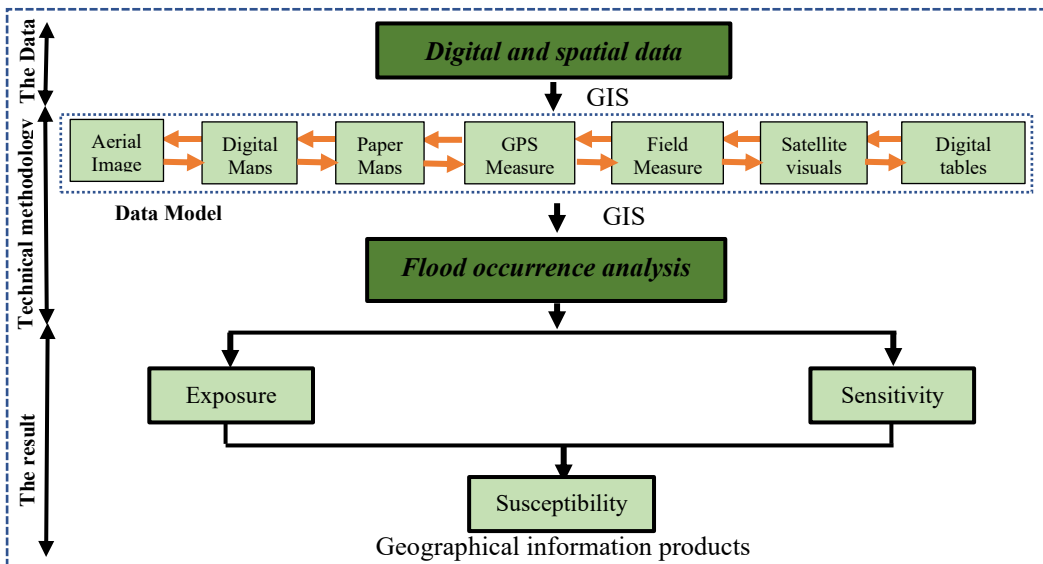 The Data
Digital and spatial data
GIS
Technical methodology
Aerial
Image
Digital
Maps
Paper
Maps
GPS
Measure
Field
Measure
Satellite
visuals
Digital
tables
Data Model
GIS
Flood occurrence analysis
The result
Exposure
Sensitivity
Susceptibility
Geographical information products